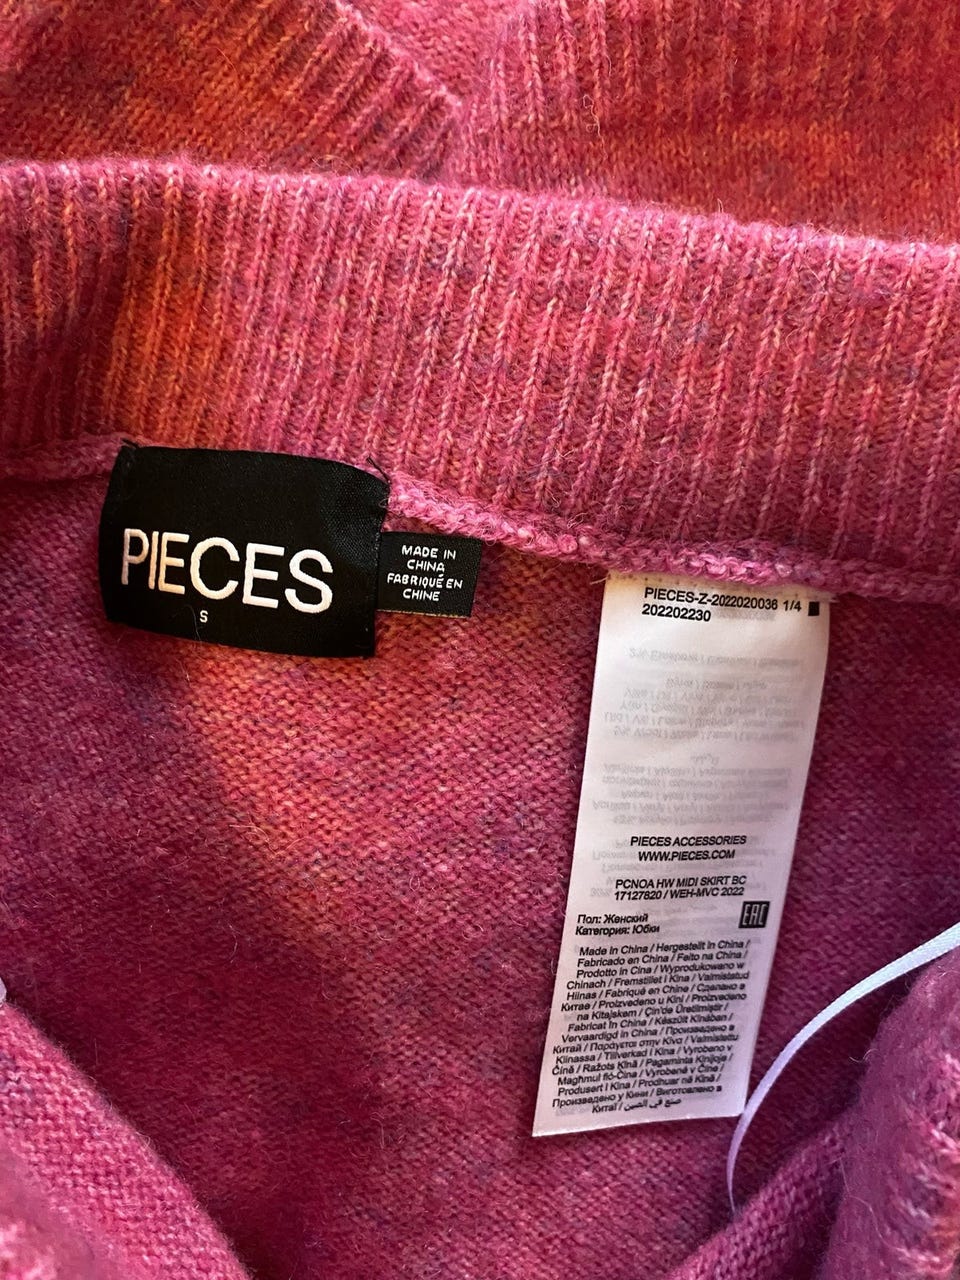 PIECES
S
MADE IN
CHINA
FABRIQUÉ EN
CHINE
PIECES-Z-2022020036 1/4
202202230
PIECES ACCESSORIES
WWW.PIECES.COM
PCNOA HW MIDI SKIRT BC
17127820 / WEH-MVC 2022
EAC
Пол: Женский
Категория: Юбки
Made in China / Hergestellt in China /
Fabricado en China / Feito na China /
Prodotto in Cina / Wyprodukowano w
Chinach / Fremstillet i Kina / Valmistatud
Hiinas / Fabriqué en Chine / Сделано в
Китае / Proizvedeno u Kini / Proizvedeno
na Kitajskem / Çin'de Üretilmiştir /
Fabricat în China / Készült Kínában /
Vervaardigd in China / Произведено в
Китай / Παράγεται στην Κίνα / Valmistettu
Kiinassa / Tillverkad i Kina / Vyrobeno v
Číně / Ražots Ķīnā / Pagaminta Kinijoje /
Maghmul fiċ-Ċina / Vyrobené v Číne /
Produsert i Kina / Prodhuar në Kinë /
Произведено у Кини / Виготовлено в
Китаї / صنع في الصين